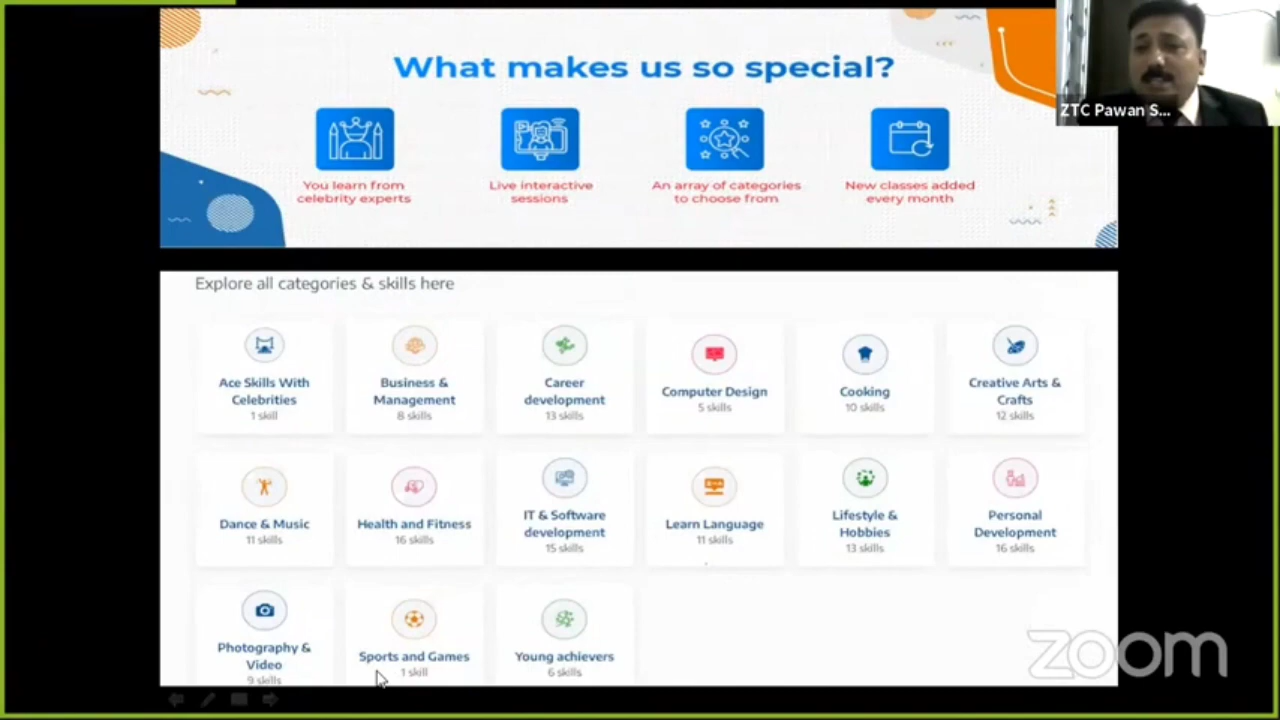 What makes us so special?
You learn from
celebrity experts
Live interactive
sessions
An array of categories
to choose from
New classes added
every month
ZTC Pawan S...
Explore all categories & skills here
Ace Skills With
Celebrities
1 skill
Business &
Management
8 skills
Career
development
13 skills
Computer Design
5 skills
Cooking
10 skills
Creative Arts &
Crafts
12 skills
Dance & Music
11 skills
Health and Fitness
16 skills
IT & Software
development
15 skills
Learn Language
11 skills
Lifestyle &
Hobbies
13 skills
Personal
Development
16 skills
Photography &
Video
9 skills
Sports and Games
1 skill
Young achievers
6 skills
zoom